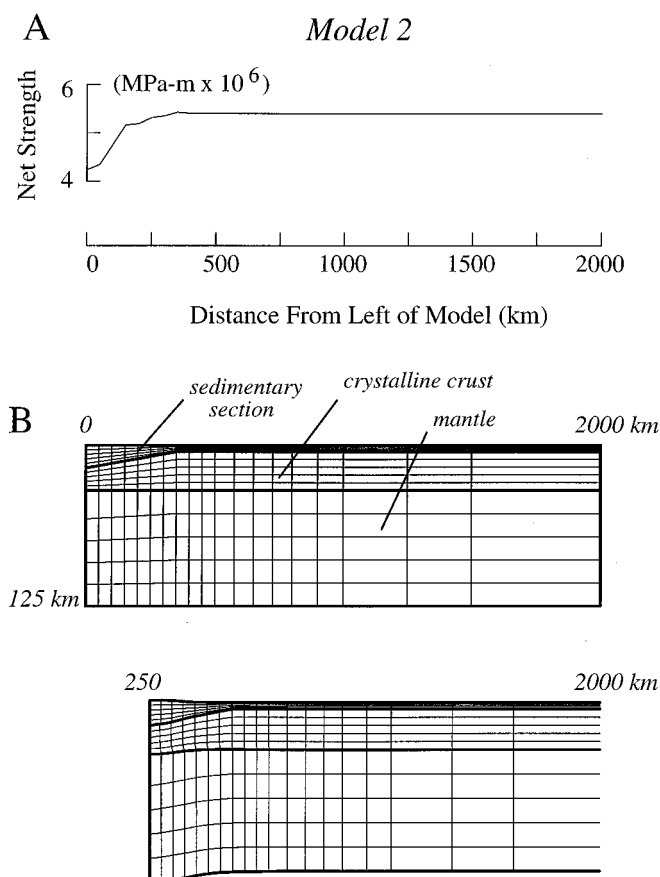 A
Model 2
(MPa-m x 10 6)
6
4
Net Strength
0 500 1000 1500 2000
Distance From Left of Model (km)
B
0
sedimentary
section
crystalline crust
mantle
2000 km
125 km
250
2000 km